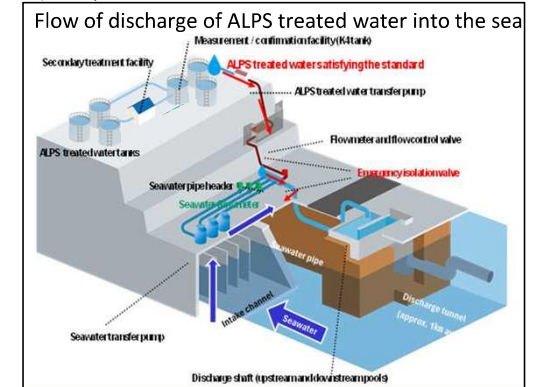 Flow of discharge of ALPS treated water into the sea
Measurement / confirmation facility (K4 tank)
Secondary treatment facility
ALPS treated water satisfying the standard
ALPS treated water transfer pump
ALPS treated water tanks
Flowmeter and flow control valve
Emergency isolation valve
Seawater pipe header
Seawater flowmeter
Seawater pipe
Intake channel
Seawater
Discharge tunnel
(approx. 1km
Seawater transfer pump
Discharge shaft (upstream and downstream pools)